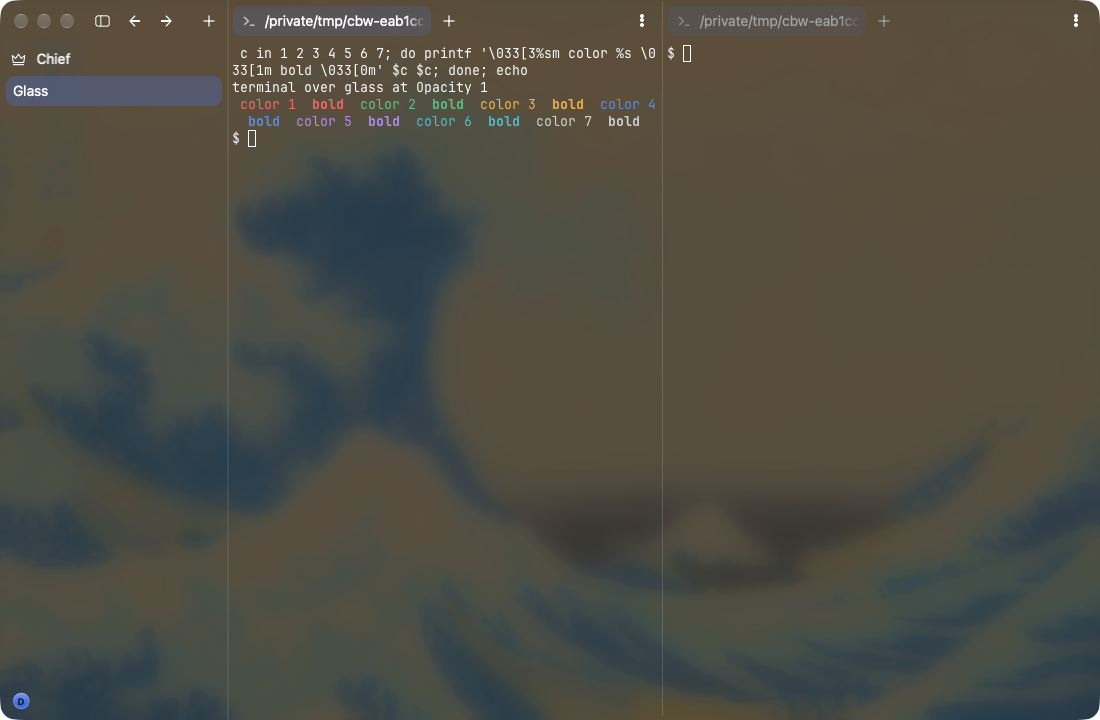 /private/tmp/cbw-eab1cc
/private/tmp/cbw-eab1cc
Chief
Glass
c in 1 2 3 4 5 6 7; do printf '\033[3%sm color %s \0
33[1m bold \033[0m' $c $c; done; echo
terminal over glass at Opacity 1
color 1 bold color 2 bold color 3 bold color 4
bold color 5 bold color 6 bold color 7 bold
$
$
D